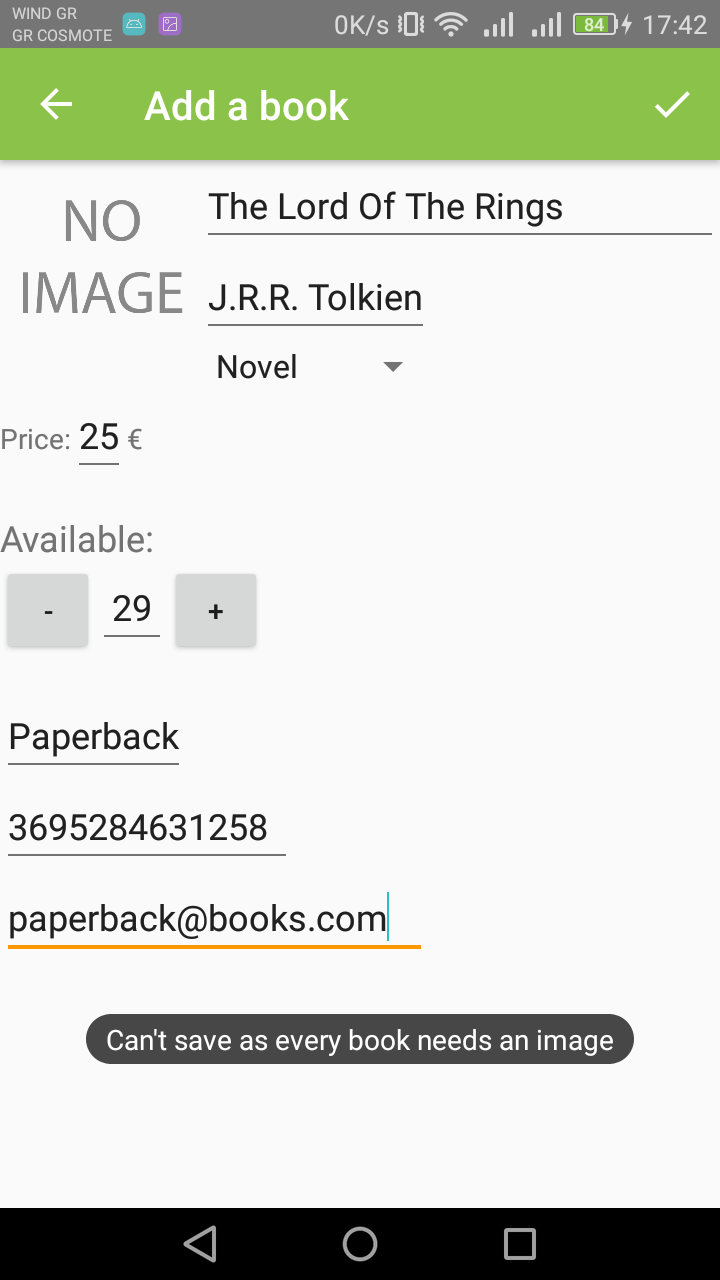 WIND GR
GR COSMOTE
0K/s 84 17:42
Add a book
NO
IMAGE
The Lord Of The Rings
J.R.R. Tolkien
Novel
Price: 25 €
Available:
- 29 +
Paperback
3695284631258
paperback@books.com
Can't save as every book needs an image